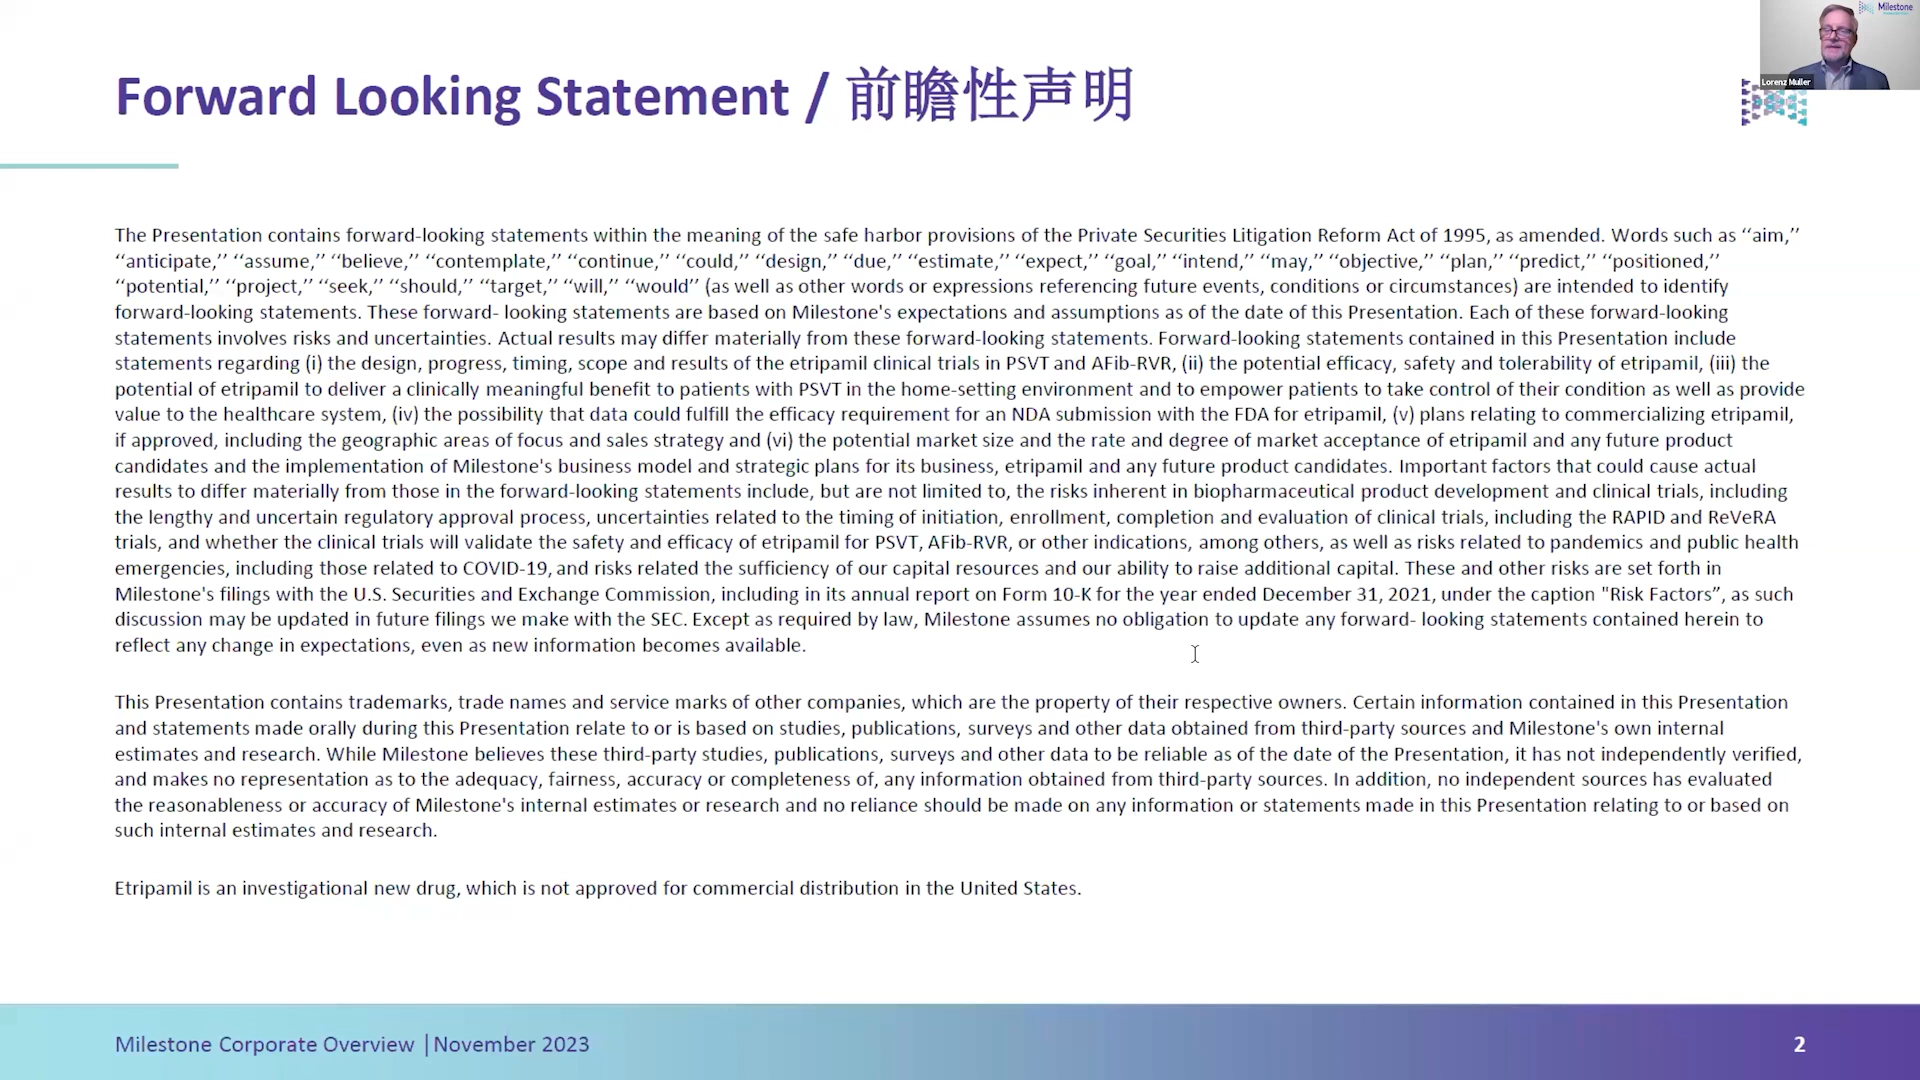 Milestone
Lorenz Muller
Forward Looking Statement / 前瞻性声明
The Presentation contains forward-looking statements within the meaning of the safe harbor provisions of the Private Securities Litigation Reform Act of 1995, as amended. Words such as ‘‘aim,’’
‘‘anticipate,’’ ‘‘assume,’’ ‘‘believe,’’ ‘‘contemplate,’’ ‘‘continue,’’ ‘‘could,’’ ‘‘design,’’ ‘‘due,’’ ‘‘estimate,’’ ‘‘expect,’’ ‘‘goal,’’ ‘‘intend,’’ ‘‘may,’’ ‘‘objective,’’ ‘‘plan,’’ ‘‘predict,’’ ‘‘positioned,’’
‘‘potential,’’ ‘‘project,’’ ‘‘seek,’’ ‘‘should,’’ ‘‘target,’’ ‘‘will,’’ ‘‘would’’ (as well as other words or expressions referencing future events, conditions or circumstances) are intended to identify
forward-looking statements. These forward- looking statements are based on Milestone's expectations and assumptions as of the date of this Presentation. Each of these forward-looking
statements involves risks and uncertainties. Actual results may differ materially from these forward-looking statements. Forward-looking statements contained in this Presentation include
statements regarding (i) the design, progress, timing, scope and results of the etripamil clinical trials in PSVT and AFib-RVR, (ii) the potential efficacy, safety and tolerability of etripamil, (iii) the
potential of etripamil to deliver a clinically meaningful benefit to patients with PSVT in the home-setting environment and to empower patients to take control of their condition as well as provide
value to the healthcare system, (iv) the possibility that data could fulfill the efficacy requirement for an NDA submission with the FDA for etripamil, (v) plans relating to commercializing etripamil,
if approved, including the geographic areas of focus and sales strategy and (vi) the potential market size and the rate and degree of market acceptance of etripamil and any future product
candidates and the implementation of Milestone's business model and strategic plans for its business, etripamil and any future product candidates. Important factors that could cause actual
results to differ materially from those in the forward-looking statements include, but are not limited to, the risks inherent in biopharmaceutical product development and clinical trials, including
the lengthy and uncertain regulatory approval process, uncertainties related to the timing of initiation, enrollment, completion and evaluation of clinical trials, including the RAPID and ReVeRA
trials, and whether the clinical trials will validate the safety and efficacy of etripamil for PSVT, AFib-RVR, or other indications, among others, as well as risks related to pandemics and public health
emergencies, including those related to COVID-19, and risks related the sufficiency of our capital resources and our ability to raise additional capital. These and other risks are set forth in
Milestone's filings with the U.S. Securities and Exchange Commission, including in its annual report on Form 10-K for the year ended December 31, 2021, under the caption "Risk Factors”, as such
discussion may be updated in future filings we make with the SEC. Except as required by law, Milestone assumes no obligation to update any forward- looking statements contained herein to
reflect any change in expectations, even as new information becomes available.
This Presentation contains trademarks, trade names and service marks of other companies, which are the property of their respective owners. Certain information contained in this Presentation
and statements made orally during this Presentation relate to or is based on studies, publications, surveys and other data obtained from third-party sources and Milestone's own internal
estimates and research. While Milestone believes these third-party studies, publications, surveys and other data to be reliable as of the date of the Presentation, it has not independently verified,
and makes no representation as to the adequacy, fairness, accuracy or completeness of, any information obtained from third-party sources. In addition, no independent sources has evaluated
the reasonableness or accuracy of Milestone's internal estimates or research and no reliance should be made on any information or statements made in this Presentation relating to or based on
such internal estimates and research.
Etripamil is an investigational new drug, which is not approved for commercial distribution in the United States.
Milestone Corporate Overview |November 2023
2